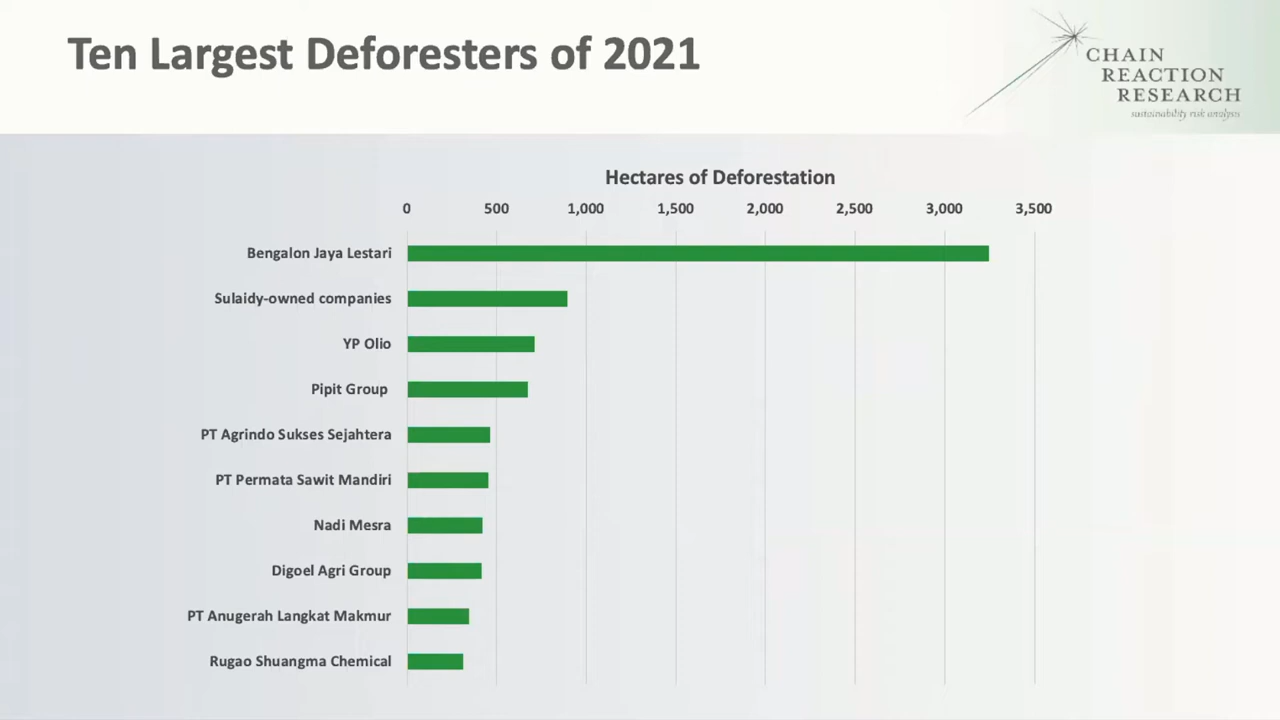 Ten Largest Deforesters of 2021
CHAIN
REACTION
RESEARCH
sustainability risk analysis
Hectares of Deforestation
0 500 1,000 1,500 2,000 2,500 3,000 3,500
Bengalon Jaya Lestari
Sulaidy-owned companies
YP Olio
Pipit Group
PT Agrindo Sukses Sejahtera
PT Permata Sawit Mandiri
Nadi Mesra
Digoel Agri Group
PT Anugerah Langkat Makmur
Rugao Shuangma Chemical